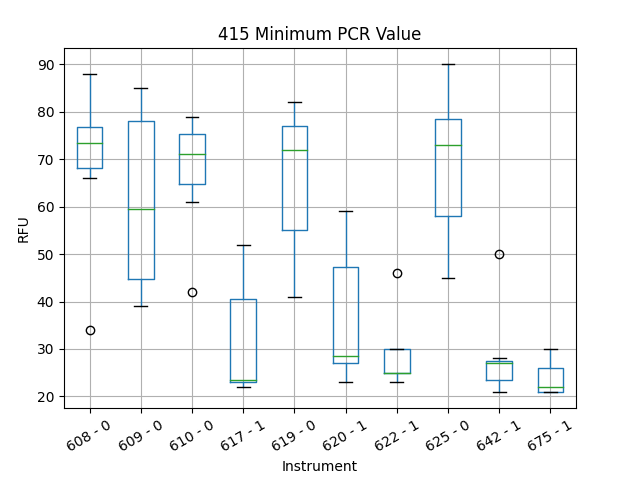 415 Minimum PCR Value
90
80
70
60
50
40
30
20
RFU
608 - 0
609 - 0
610 - 0
617 - 1
619 - 0
620 - 1
622 - 1
625 - 0
642 - 1
675 - 1
Instrument